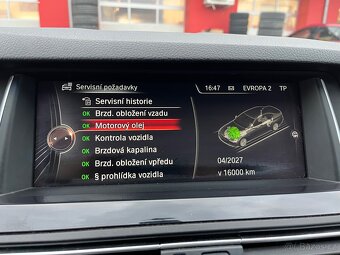 Servisní požadavky
16:47 EVROPA 2 TP
Servisní historie
OK Brzd. obložení vzadu
OK Motorový olej
OK Kontrola vozidla
OK Brzdová kapalina
OK Brzd. obložení vpředu
OK § prohlídka vozidla
04/2027
v 16000 km